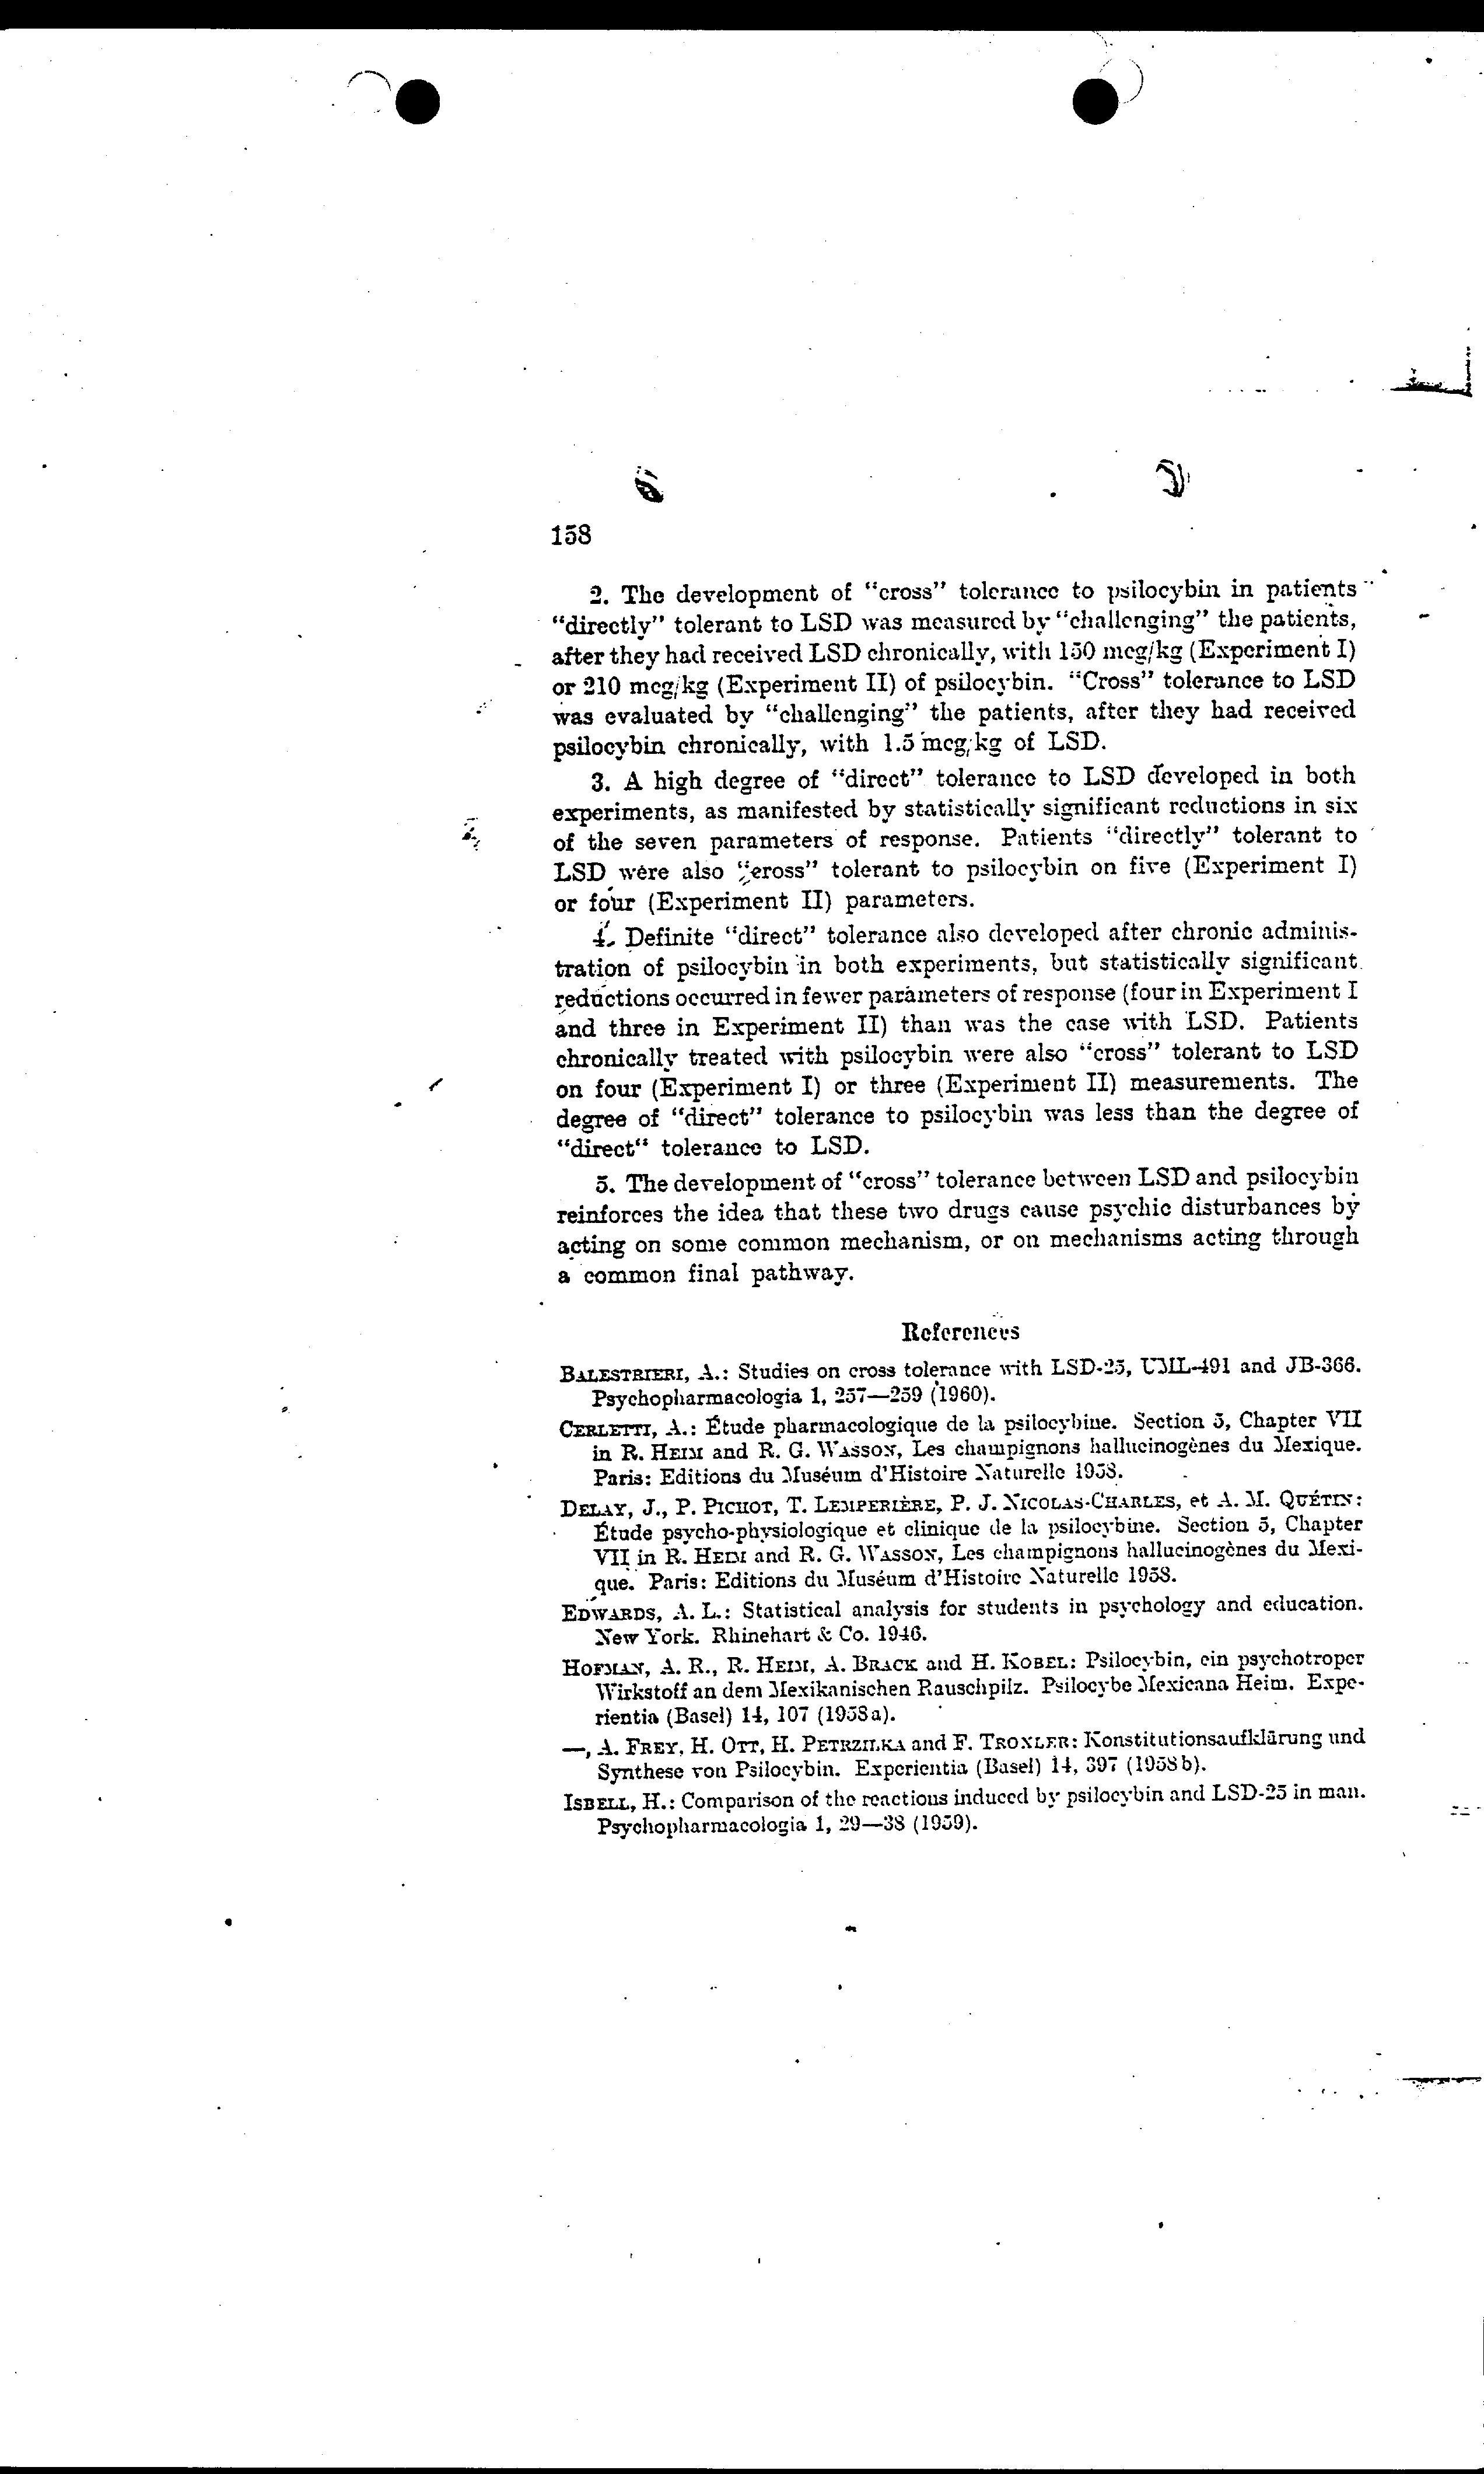 158
2. The development of “cross” tolerance to psilocybin in patients
“directly” tolerant to LSD was measured by “challenging” the patients,
after they had received LSD chronically, with 150 mcg/kg (Experiment I)
or 210 mcg/kg (Experiment II) of psilocybin. “Cross” tolerance to LSD
was evaluated by “challenging” the patients, after they had received
psilocybin chronically, with 1.5 mcg/kg of LSD.
3. A high degree of “direct” tolerance to LSD developed in both
experiments, as manifested by statistically significant reductions in six
of the seven parameters of response. Patients “directly” tolerant to
LSD were also “cross” tolerant to psilocybin on five (Experiment I)
or four (Experiment II) parameters.
4. Definite “direct” tolerance also developed after chronic adminis-
tration of psilocybin in both experiments, but statistically significant
reductions occurred in fewer parameters of response (four in Experiment I
and three in Experiment II) than was the case with LSD. Patients
chronically treated with psilocybin were also “cross” tolerant to LSD
on four (Experiment I) or three (Experiment II) measurements. The
degree of “direct” tolerance to psilocybin was less than the degree of
“direct“ tolerance to LSD.
5. The development of “cross” tolerance between LSD and psilocybin
reinforces the idea that these two drugs cause psychic disturbances by
acting on some common mechanism, or on mechanisms acting through
a common final pathway.
References
BALESTRIERI, A.: Studies on cross tolerance with LSD-25, UML-491 and JB-366.
Psychopharmacologia 1, 257—259 (1960).
CERLETTI, A.: Étude pharmacologique de la psilocybine. Section 5, Chapter VII
in R. HEIM and R. G. WASSON, Les champignons hallucinogènes du Mexique.
Paris: Editions du Muséum d'Histoire Naturelle 1958.
DELAY, J., P. PICHOT, T. LEMPERIÈRE, P. J. NICOLAS-CHARLES, et A. M. QUÉTIN:
Étude psycho-physiologique et clinique de la psilocybine. Section 5, Chapter
VII in R. HEIM and R. G. WASSON, Les champignons hallucinogènes du Mexi-
que. Paris: Editions du Muséum d'Histoire Naturelle 1958.
EDWARDS, A. L.: Statistical analysis for students in psychology and education.
New York. Rhinehart & Co. 1946.
HOFMAN, A. R., R. HEIM, A. BRACK and H. KOBEL: Psilocybin, ein psychotroper
Wirkstoff an dem Mexikanischen Rauschpilz. Psilocybe Mexicana Heim. Expe-
rientia (Basel) 14, 107 (1958a).
—, A. FREY, H. OTT, H. PETRZILKA and F. TROXLER: Konstitutionsaufklärung und
Synthese von Psilocybin. Experientia (Basel) 14, 397 (1958b).
ISBELL, H.: Comparison of the reactions induced by psilocybin and LSD-25 in man.
Psychopharmacologia 1, 29—38 (1959).